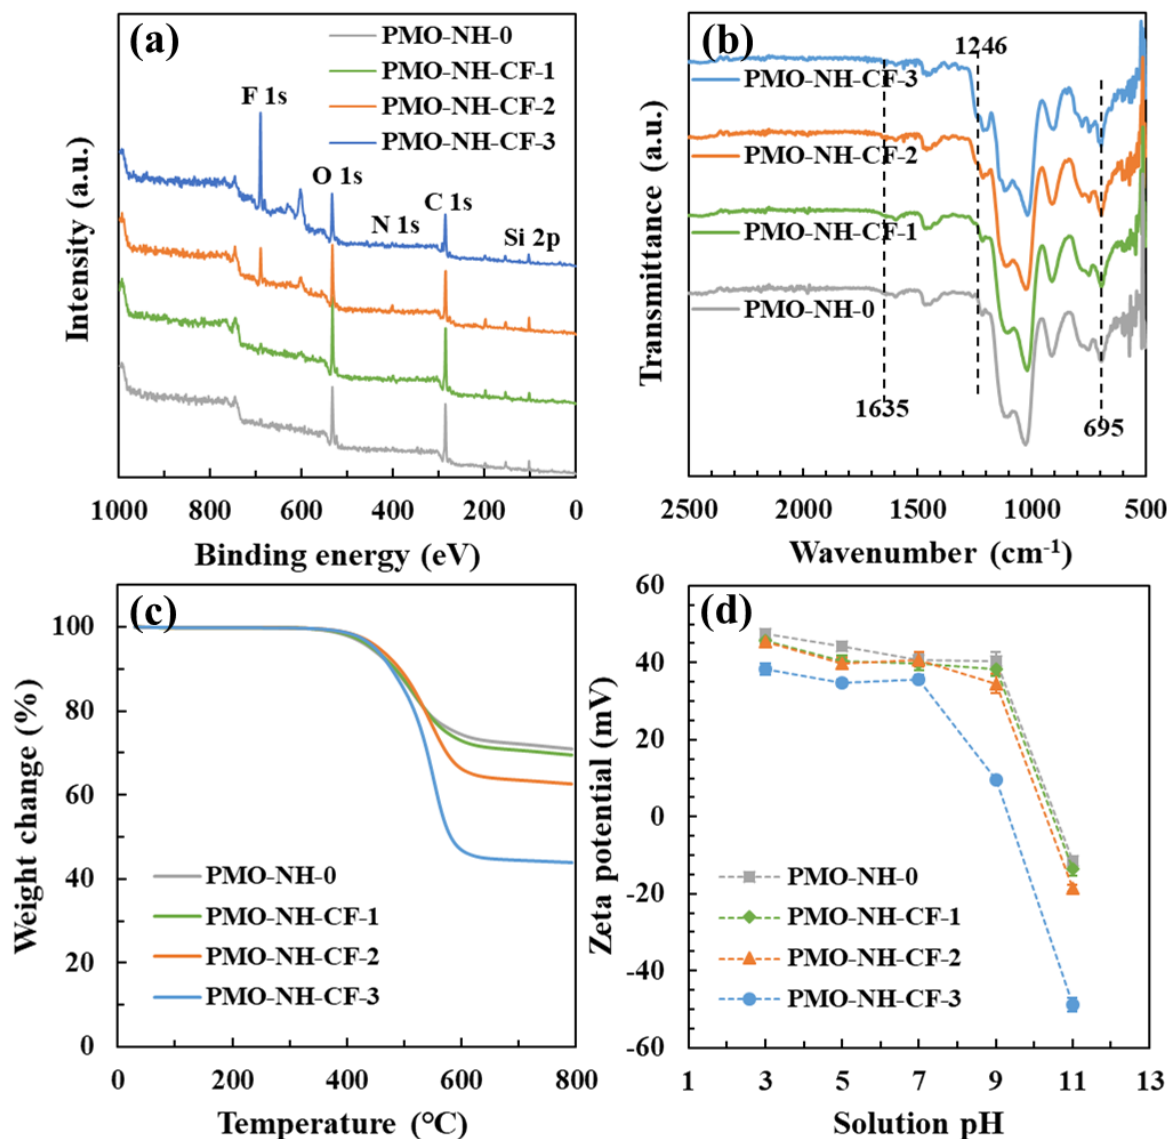 (a)
PMO-NH-0
PMO-NH-CF-1
PMO-NH-CF-2
PMO-NH-CF-3
F 1s
O 1s
N 1s
C 1s
Si 2p
Intensity (a.u.)
1000 800 600 400 200 0
Binding energy (eV)
(b)
1246
PMO-NH-CF-3
PMO-NH-CF-2
PMO-NH-CF-1
PMO-NH-0
1635
695
Transmittance (a.u.)
2500 2000 1500 1000 500
Wavenumber (cm⁻¹)
(c)
100
80
60
40
20
0
Weight change (%)
PMO-NH-0
PMO-NH-CF-1
PMO-NH-CF-2
PMO-NH-CF-3
0 200 400 600 800
Temperature (℃)
(d)
60
40
20
0
-20
-40
-60
Zeta potential (mV)
PMO-NH-0
PMO-NH-CF-1
PMO-NH-CF-2
PMO-NH-CF-3
1 3 5 7 9 11 13
Solution pH